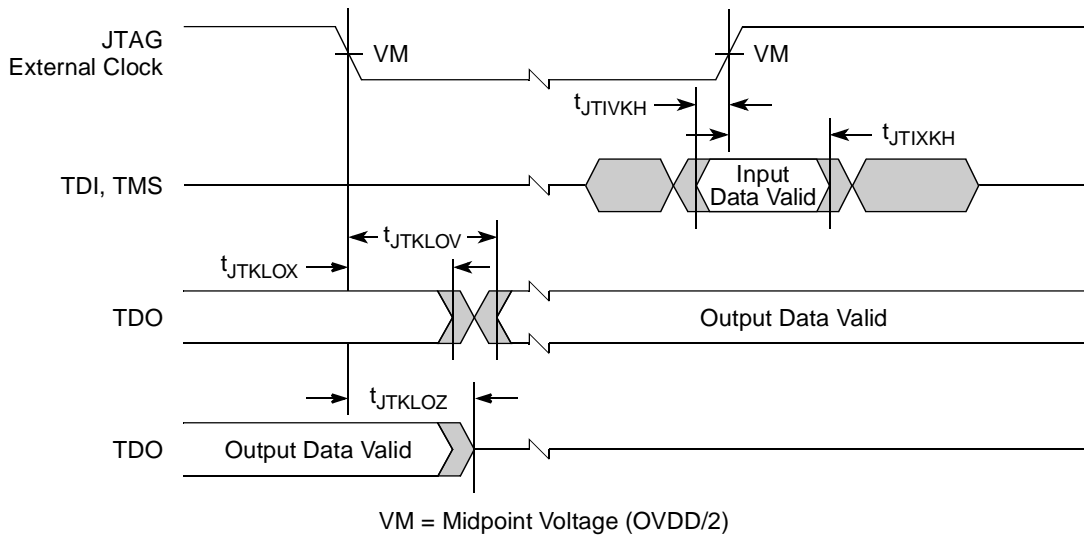 JTAG
External Clock
VM
VM
tJTIVKH
tJTIXKH
TDI, TMS
Input
Data Valid
tJTKLOV
tJTKLOX
TDO
Output Data Valid
tJTKLOZ
TDO
Output Data Valid
VM = Midpoint Voltage (OVDD/2)